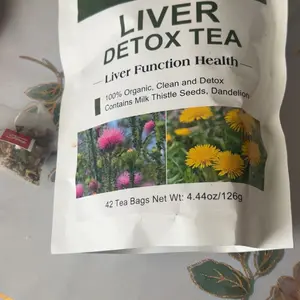 LIVER
DETOX TEA
Liver Function Health
100% Organic, Clean and Detox
Contains Milk Thistle Seeds, Dandelion
42 Tea Bags Net Wt: 4.44oz/126g